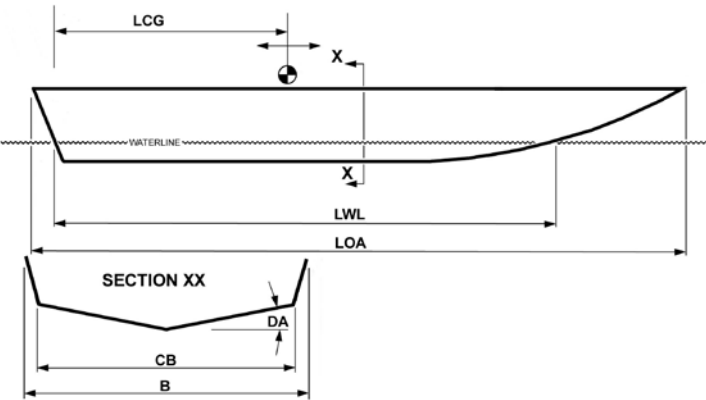 LCG
X
WATERLINE
X
LWL
LOA
SECTION XX
DA
CB
B